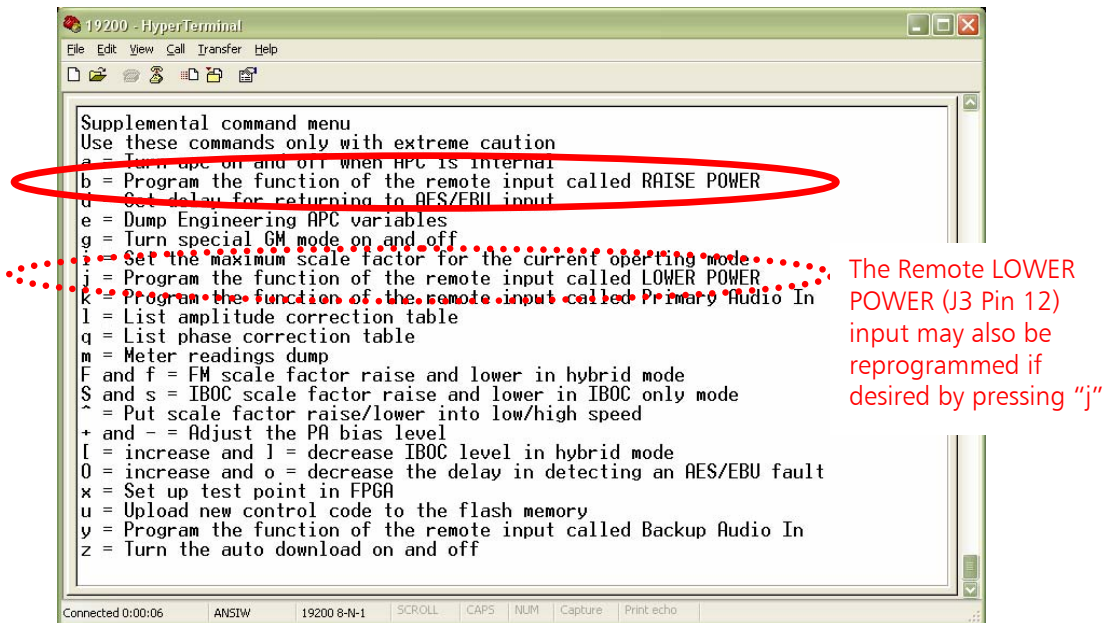 19200 - HyperTerminal
File Edit View Call Transfer Help
Supplemental command menu
Use these commands only with extreme caution
a = Turn apc on and off when APC is internal
b = Program the function of the remote input called RAISE POWER
d = Set delay for returning to AES/EBU input
e = Dump Engineering APC variables
g = Turn special GM mode on and off
i = Set the maximum scale factor for the current operting mode
j = Program the function of the remote input called LOWER POWER
k = Program the function of the remote input called Primary Audio In
l = List amplitude correction table
q = List phase correction table
m = Meter readings dump
F and f = FM scale factor raise and lower in hybrid mode
S and s = IBOC scale factor raise and lower in IBOC only mode
^ = Put scale factor raise/lower into low/high speed
+ and - = Adjust the PA bias level
[ = increase and ] = decrease IBOC level in hybrid mode
O = increase and o = decrease the delay in detecting an AES/EBU fault
x = Set up test point in FPGA
u = Upload new control code to the flash memory
y = Program the function of the remote input called Backup Audio In
z = Turn the auto download on and off
Connected 0:00:06 ANSIW 19200 8-N-1 SCROLL CAPS NUM Capture Print echo
The Remote LOWER
POWER (J3 Pin 12)
input may also be
reprogrammed if
desired by pressing “j”